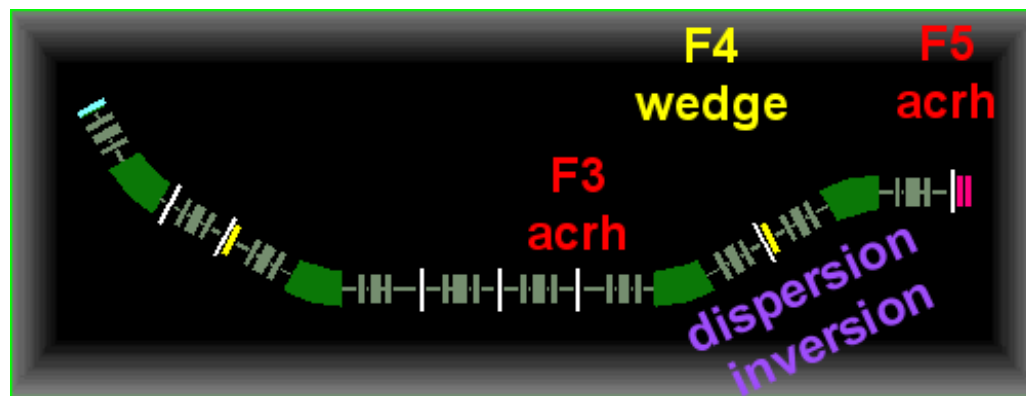 F4
wedge
F5
acrh
F3
acrh
dispersion
inversion